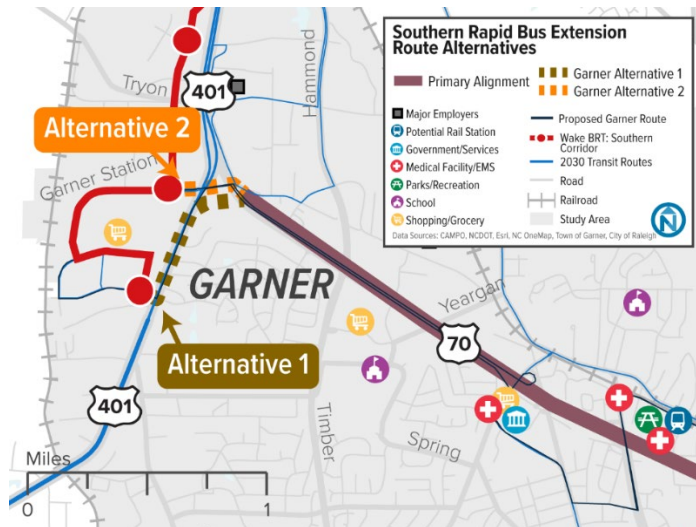 Southern Rapid Bus Extension
Route Alternatives
Primary Alignment
Garner Alternative 1
Garner Alternative 2
Major Employers
Potential Rail Station
Government/Services
Medical Facility/EMS
Parks/Recreation
School
Shopping/Grocery
Proposed Garner Route
Wake BRT: Southern
Corridor
2030 Transit Routes
Road
Railroad
Study Area
N
Data Sources: CAMPO, NCDOT, Esri, NC OneMap, Town of Garner, City of Raleigh
Tryon
401
Hammond
Alternative 2
Garner Station
GARNER
Yeargan
70
Alternative 1
401
Timber
Spring
Miles
0
1